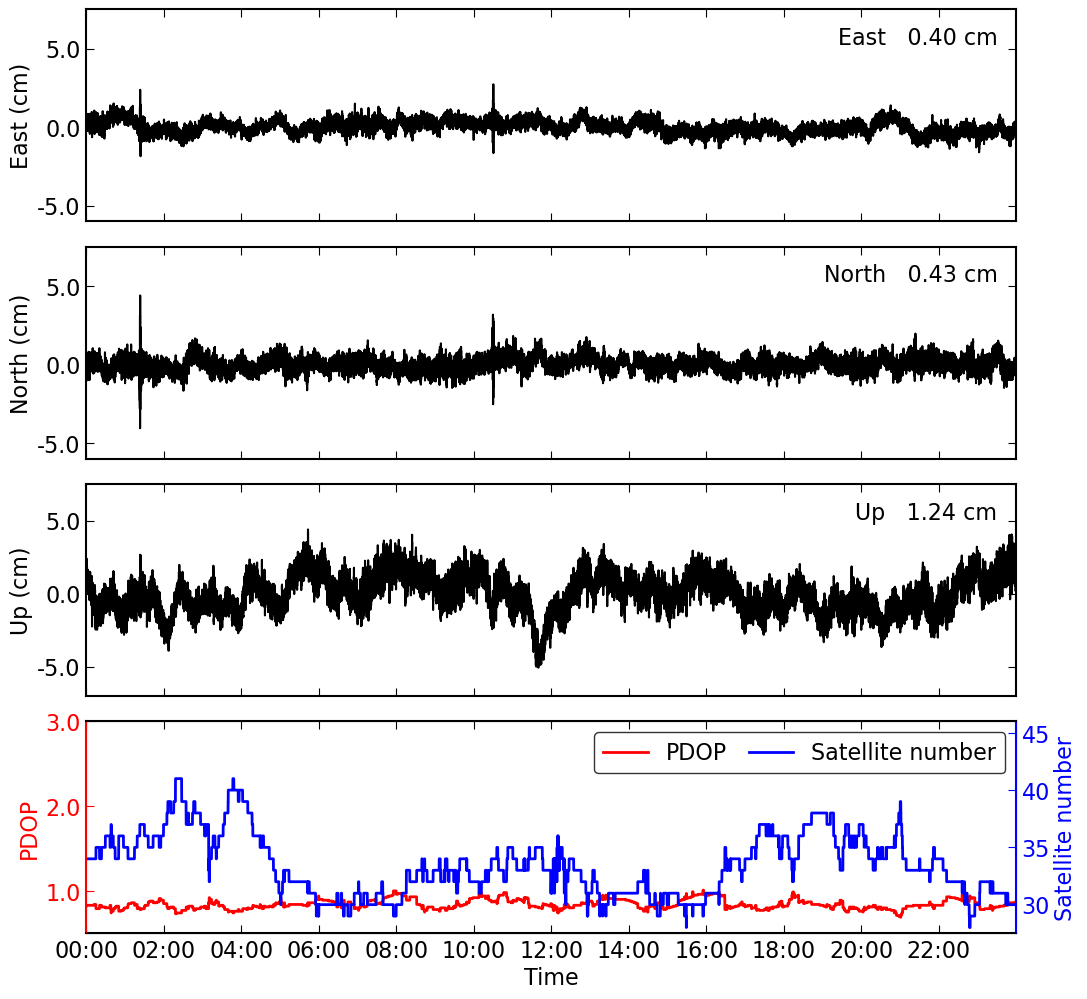 East 0.40 cm
5.0
0.0
-5.0
East (cm)
North 0.43 cm
5.0
0.0
-5.0
North (cm)
Up 1.24 cm
5.0
0.0
-5.0
Up (cm)
3.0
2.0
1.0
PDOP
PDOP Satellite number
45
40
35
30
Satellite number
00:00 02:00 04:00 06:00 08:00 10:00 12:00 14:00 16:00 18:00 20:00 22:00
Time